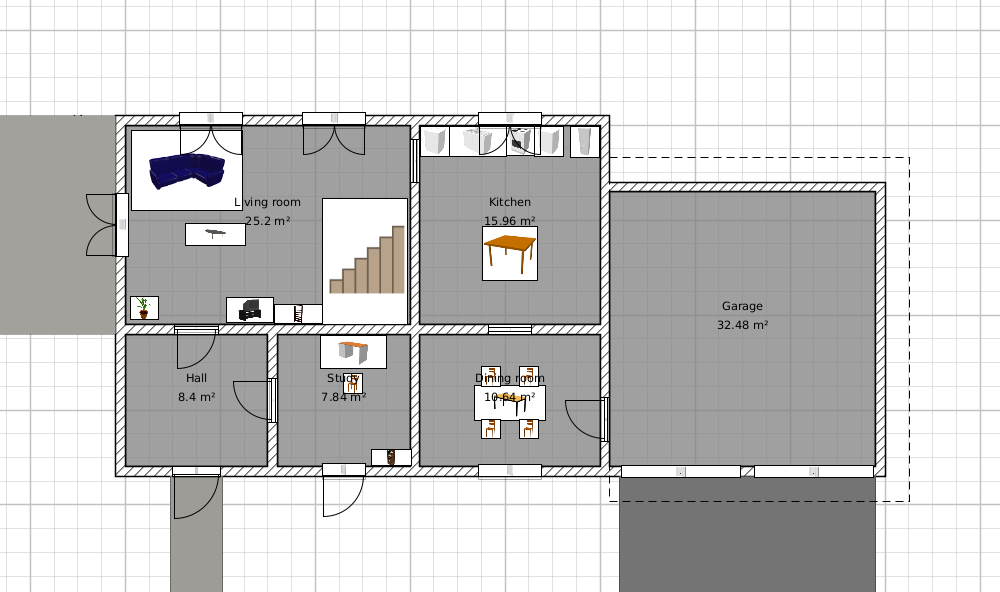 Living room
25.2 m²
Kitchen
15.96 m²
Garage
32.48 m²
Hall
8.4 m²
Study
7.84 m²
Dining room
10.64 m²